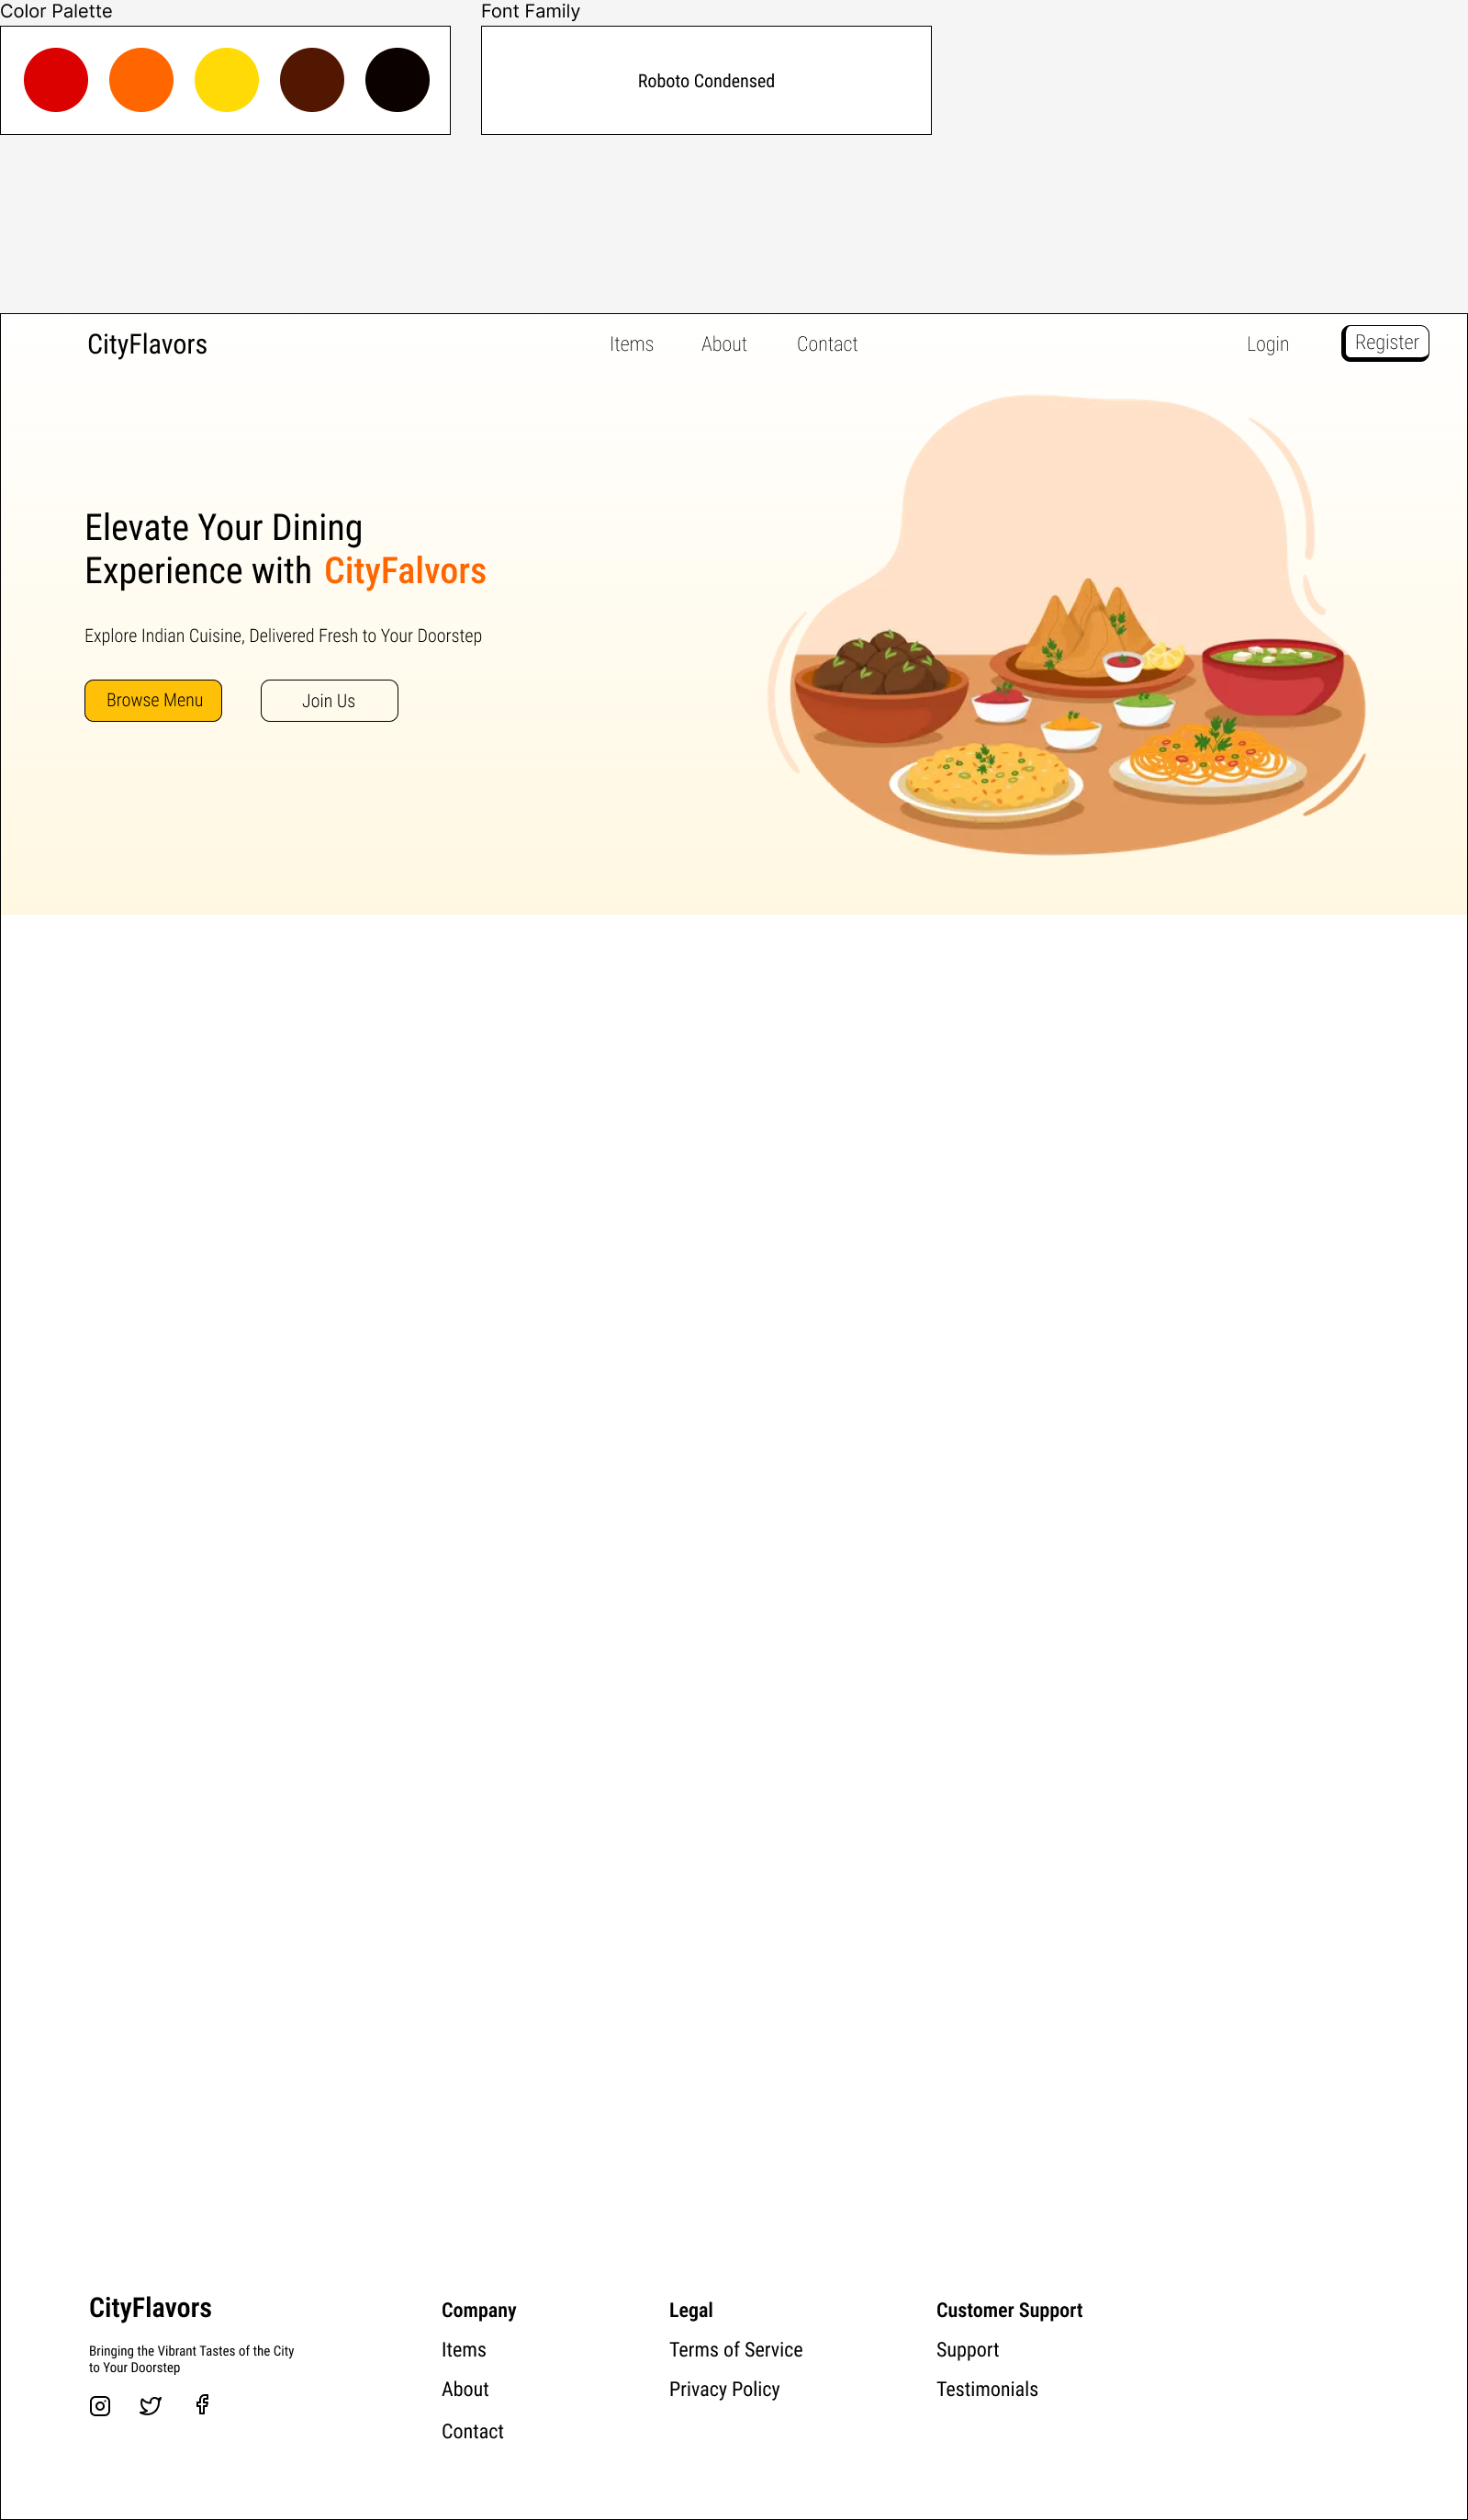 Color Palette
Font Family
Roboto Condensed
CityFlavors
Items
About
Contact
Login
Register
Elevate Your Dining
Experience with CityFalvors
Explore Indian Cuisine, Delivered Fresh to Your Doorstep
Browse Menu
Join Us
CityFlavors
Bringing the Vibrant Tastes of the City
to Your Doorstep
Company
Items
About
Contact
Legal
Terms of Service
Privacy Policy
Customer Support
Support
Testimonials